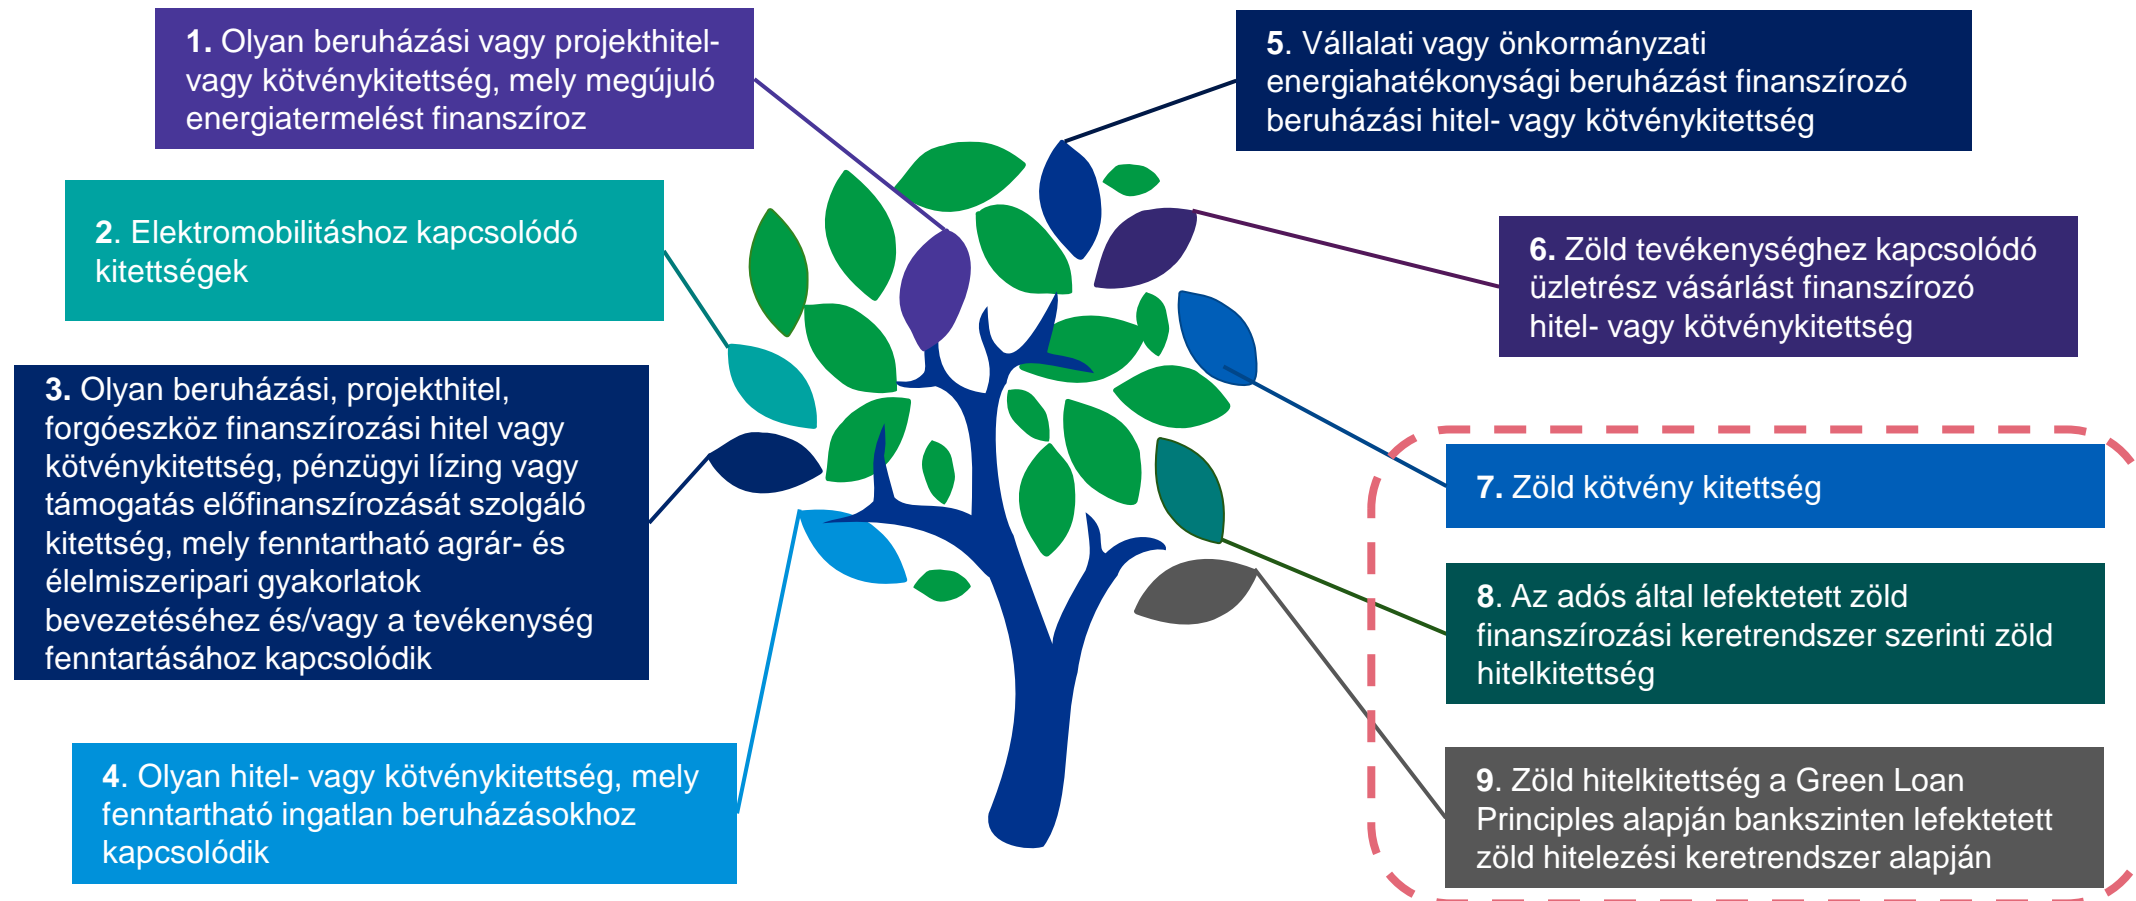 1. Olyan beruházási vagy projekthitel-
vagy kötvénykitettség, mely megújuló
energiatermelést finanszíroz
2. Elektromobilitáshoz kapcsolódó
kitettségek
3. Olyan beruházási, projekthitel,
forgóeszköz finanszírozási hitel vagy
kötvénykitettség, pénzügyi lízing vagy
támogatás előfinanszírozását szolgáló
kitettség, mely fenntartható agrár- és
élelmiszeripari gyakorlatok
bevezetéséhez és/vagy a tevékenység
fenntartásához kapcsolódik
4. Olyan hitel- vagy kötvénykitettség, mely
fenntartható ingatlan beruházásokhoz
kapcsolódik
5. Vállalati vagy önkormányzati
energiahatékonysági beruházást finanszírozó
beruházási hitel- vagy kötvénykitettség
6. Zöld tevékenységhez kapcsolódó
üzletrész vásárlást finanszírozó
hitel- vagy kötvénykitettség
7. Zöld kötvény kitettség
8. Az adós által lefektetett zöld
finanszírozási keretrendszer szerinti zöld
hitelkitettség
9. Zöld hitelkitettség a Green Loan
Principles alapján bankszinten lefektetett
zöld hitelezési keretrendszer alapján